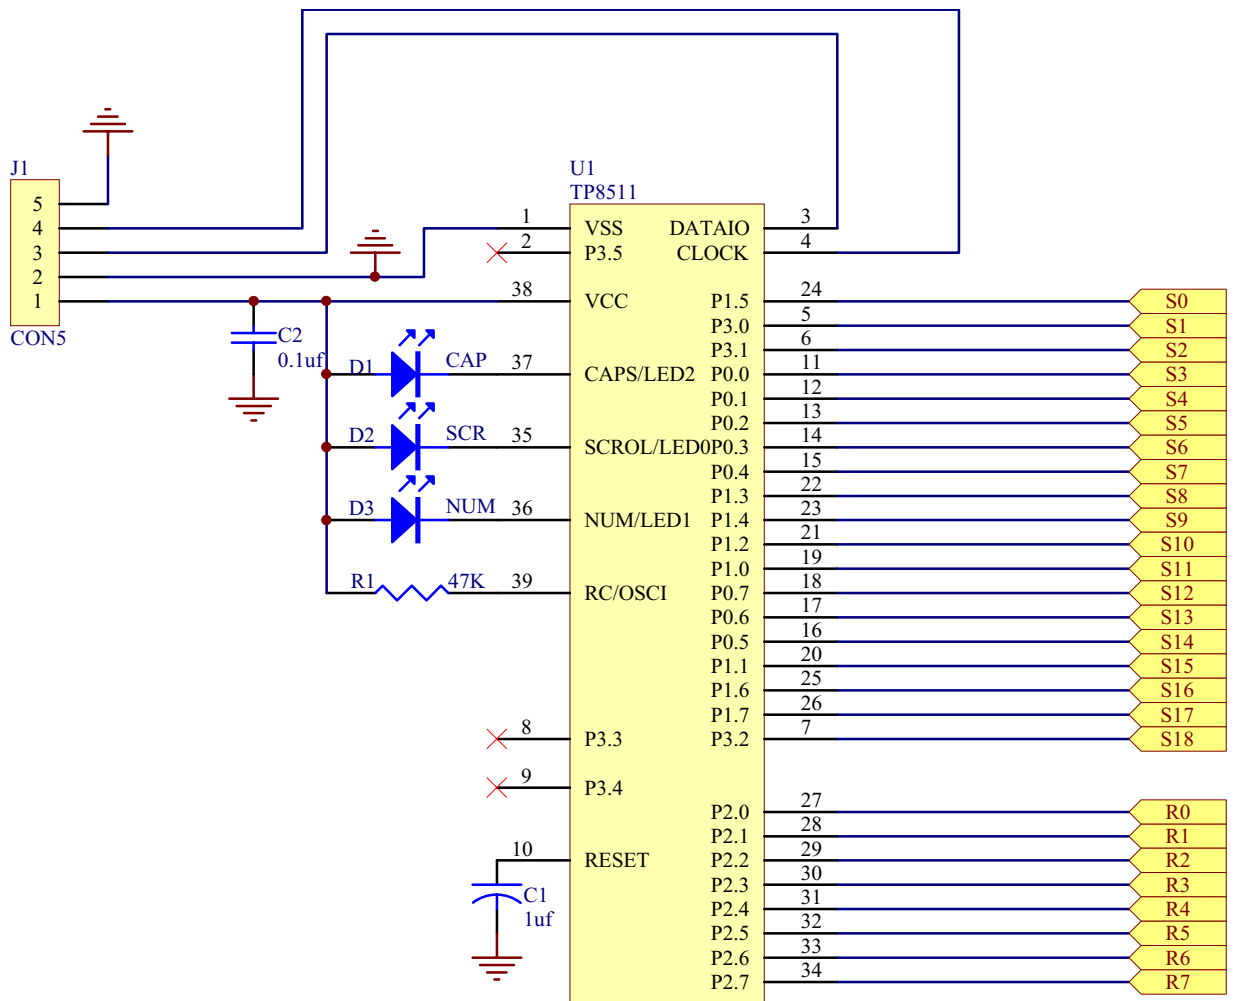 J1
5
4
3
2
1
CON5
C2
0.1uf
D1
CAP
D2
SCR
D3
NUM
R1
47K
U1
TP8511
1 VSS
2 P3.5
38 VCC
37 CAPS/LED2
35 SCROL/LED0
36 NUM/LED1
39 RC/OSCI
8 P3.3
9 P3.4
10 RESET
C1
1uf
DATAIO 3
CLOCK 4
P1.5 24 S0
P3.0 5 S1
P3.1 6 S2
P0.0 11 S3
P0.1 12 S4
P0.2 13 S5
P0.3 14 S6
P0.4 15 S7
P1.3 22 S8
P1.4 23 S9
P1.2 21 S10
P1.0 19 S11
P0.7 18 S12
P0.6 17 S13
P0.5 16 S14
P1.1 20 S15
P1.6 25 S16
P1.7 26 S17
P3.2 7 S18
P2.0 27 R0
P2.1 28 R1
P2.2 29 R2
P2.3 30 R3
P2.4 31 R4
P2.5 32 R5
P2.6 33 R6
P2.7 34 R7